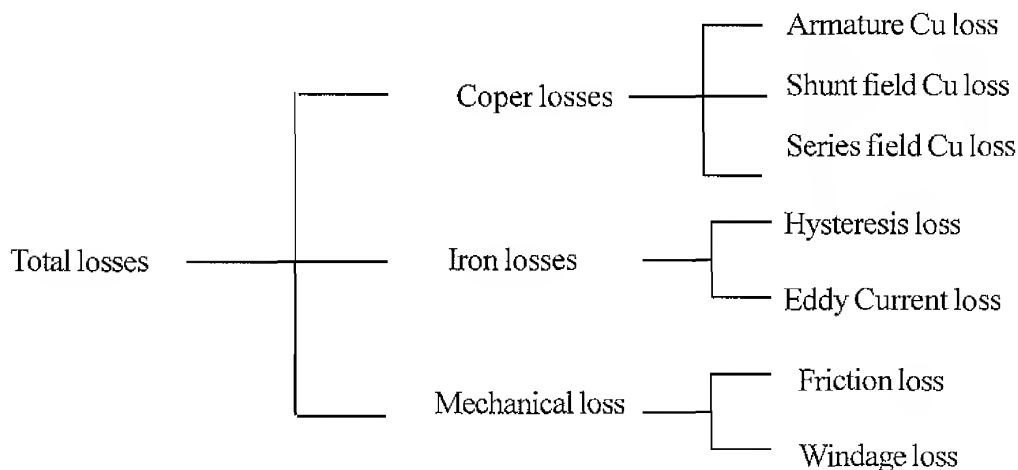 Total losses
Coper losses
Armature Cu loss
Shunt field Cu loss
Series field Cu loss
Iron losses
Hysteresis loss
Eddy Current loss
Mechanical loss
Friction loss
Windage loss